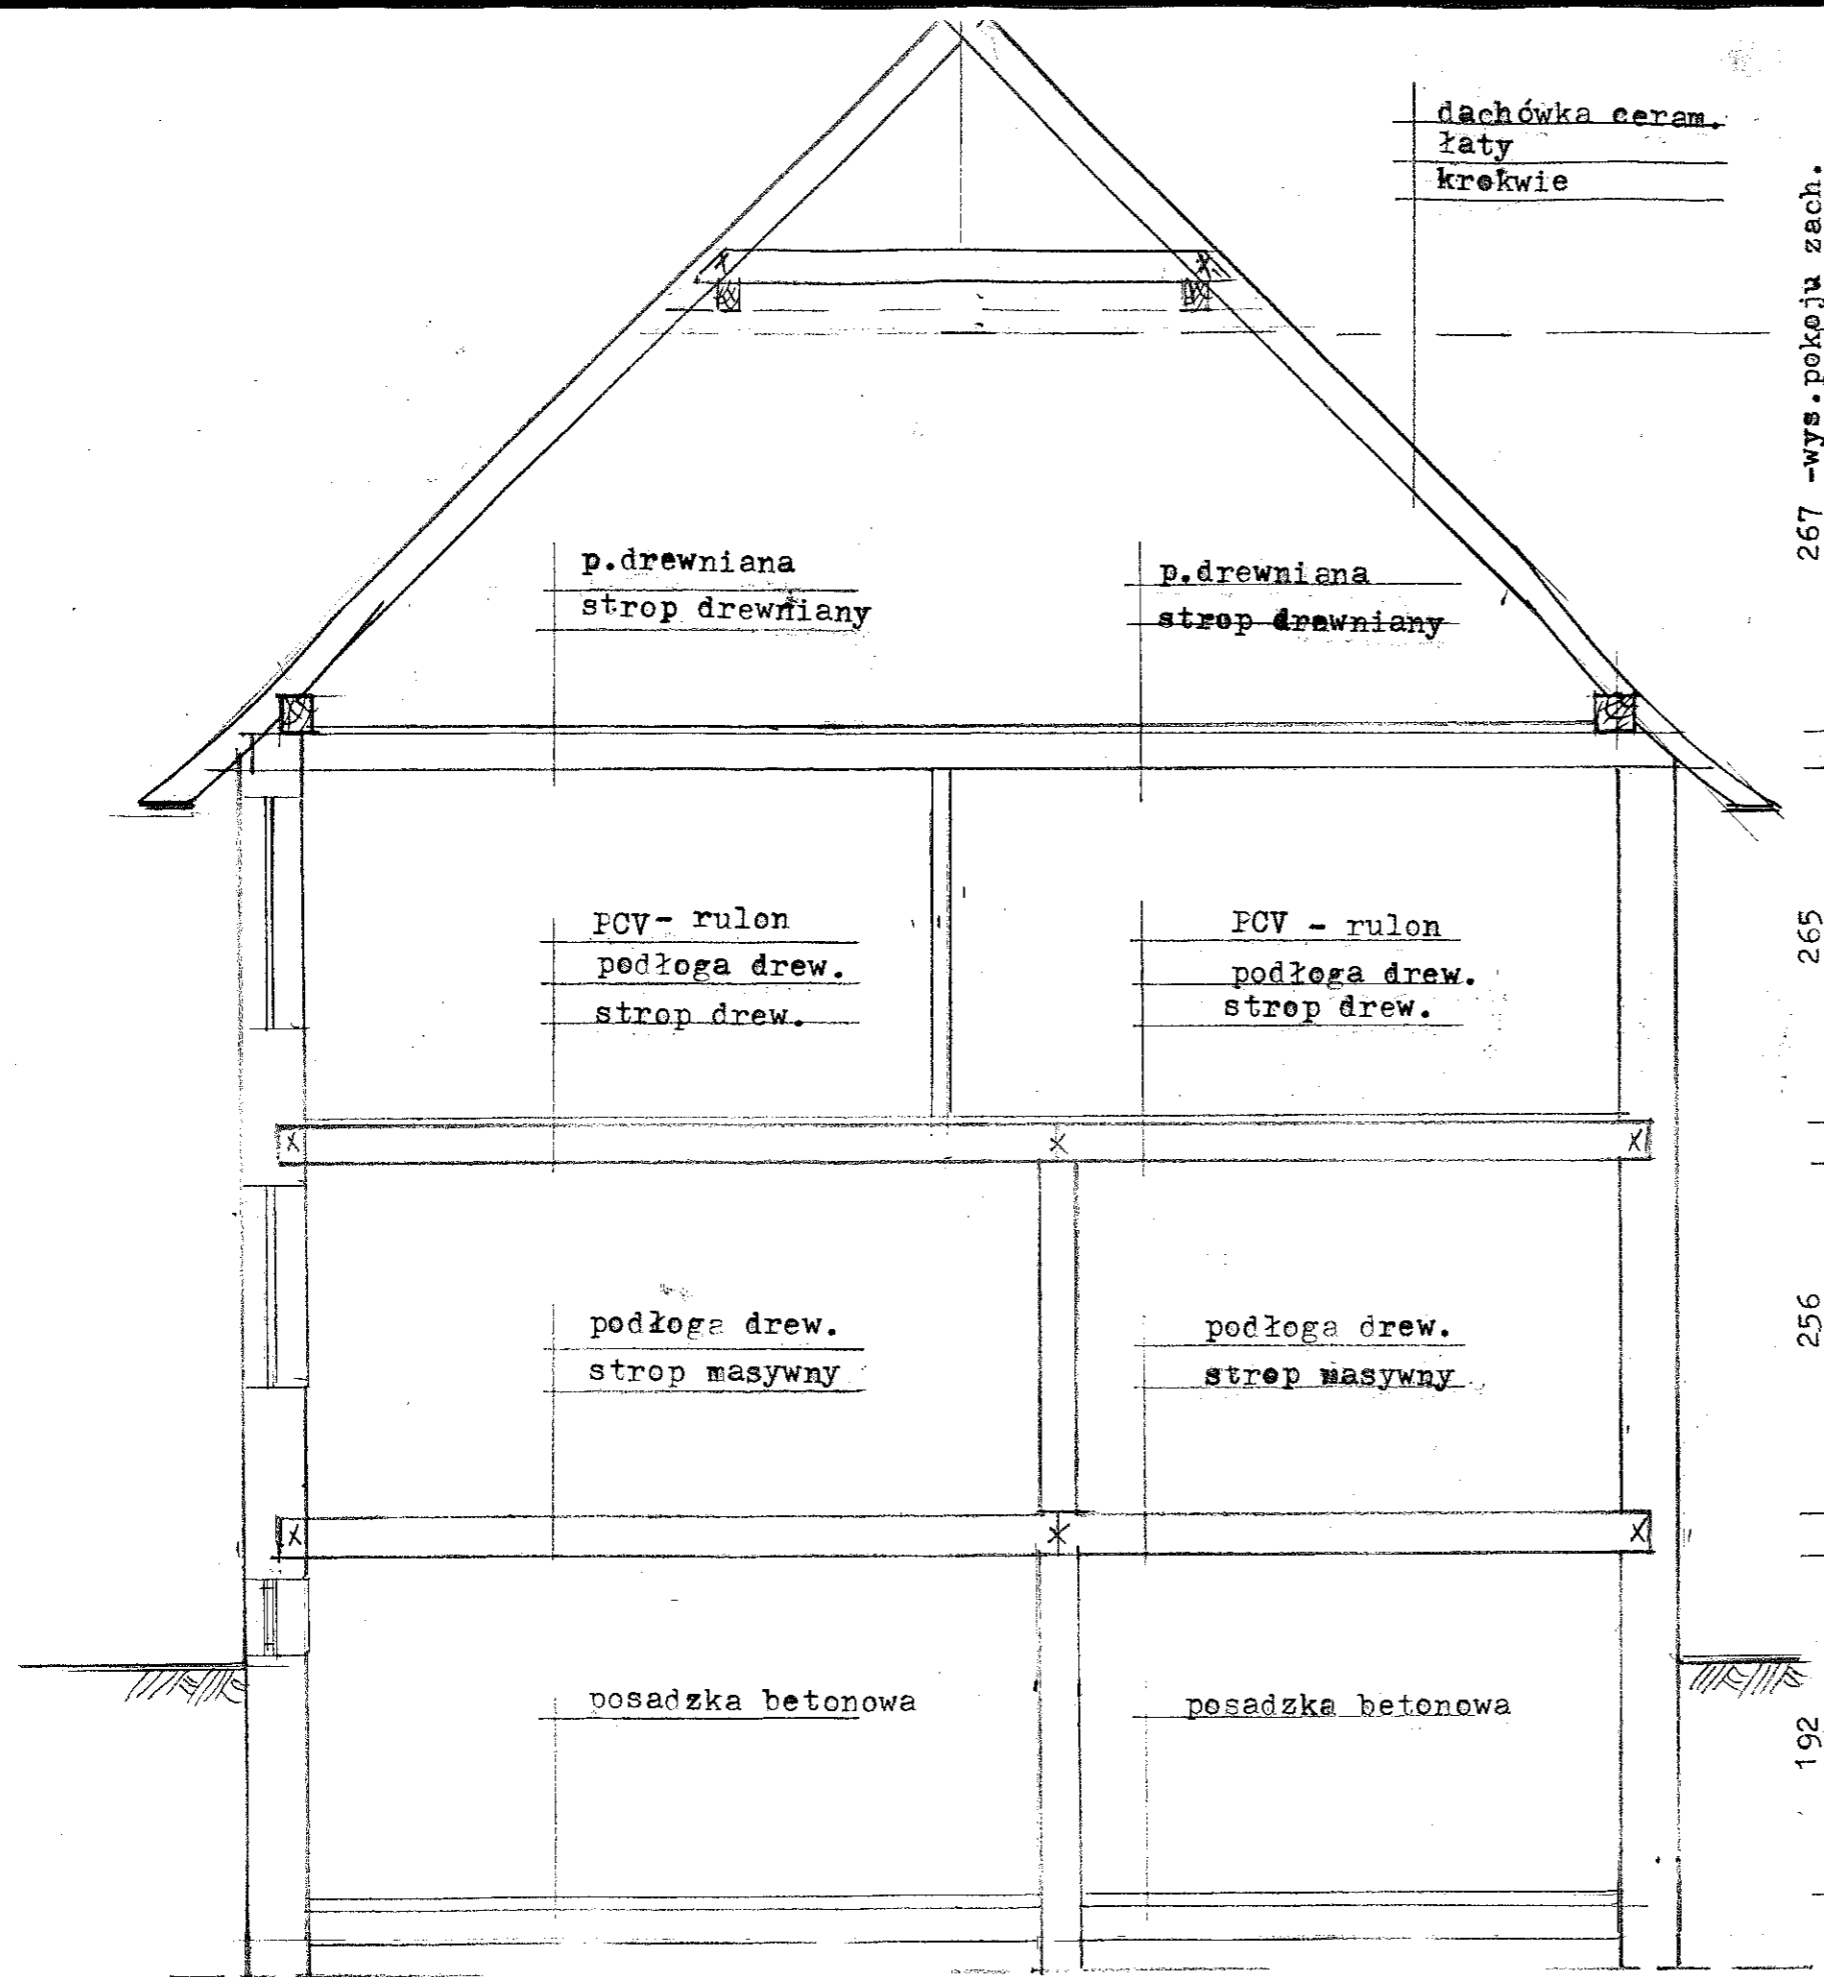 dachówka ceram.
łaty
krokwie
267 -wys.pokoju zach.
p.drewniana
strop drewniany
p.drewniana
strop drewniany
265
PCV- rulon
podłoga drew.
strop drew.
PCV - rulon
podłoga drew.
strop drew.
256
podłoga drew.
strop masywny
podłoga drew.
strop masywny
192
posadzka betonowa
posadzka betonowa